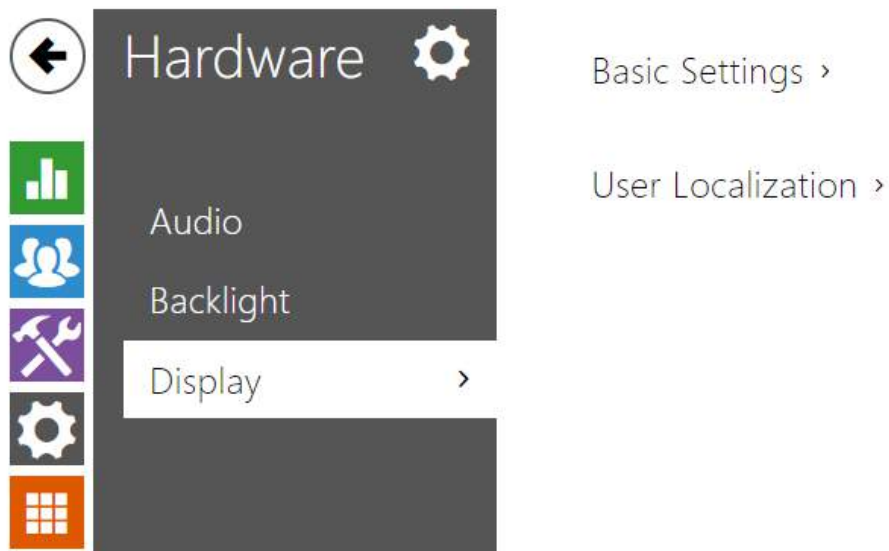 Hardware
Audio
Backlight
Display
Basic Settings
User Localization